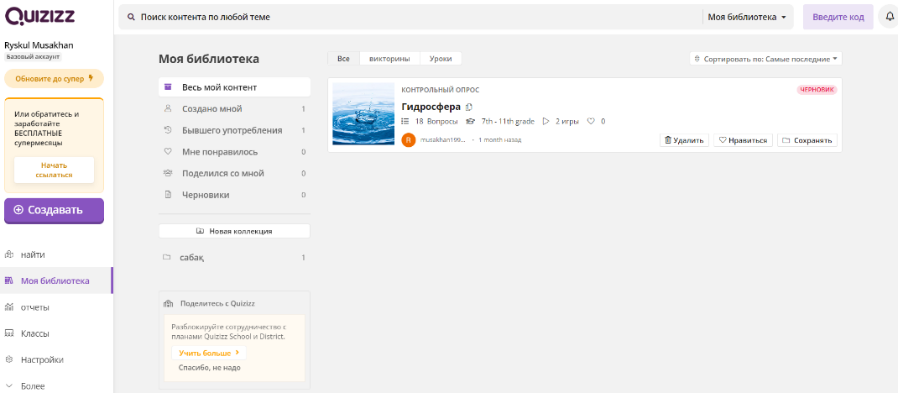 QUIZIZZ
Поиск контента по любой теме
Моя библиотека
Введите код
Ryskul Musakhan
Базовый аккаунт
Обновите до супер
Или обратитесь и
заработайте
БЕСПЛАТНЫЕ
супермесяцы
Начать
ссылаться
Создавать
найти
Моя библиотека
отчеты
Классы
Настройки
Более
Моя библиотека
Весь мой контент
Создано мной 1
Бывшего употребления 1
Мне понравилось 0
Поделился со мной 0
Черновики 0
Новая коллекция
сабақ 1
Поделитесь с Quizizz
Разблокируйте сотрудничество с
планами Quizizz School и District.
Учить больше >
Спасибо, не надо
Все викторины Уроки
Сортировать по: Самые последние
КОНТРОЛЬНЫЙ ОПРОС ЧЕРНОВИК
Гидросфера
18 Вопросы 7th - 11th grade 2 игры 0
R musakhan199... · 1 month назад
Удалить Нравиться Сохранять